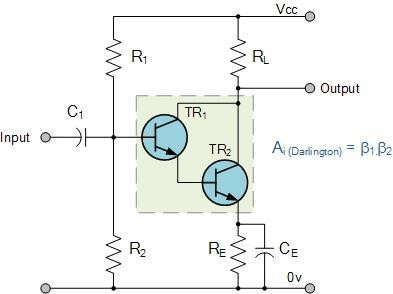 Vcc
R1
RL
Output
C1
TR1
Input
TR2
Ai (Darlington) = β1.β2
R2
RE
CE
0v